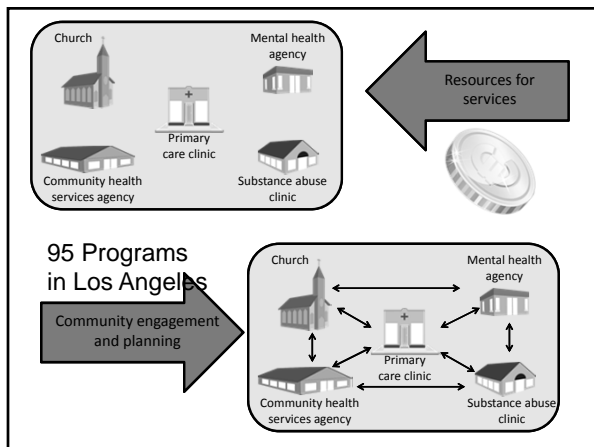 Church
Mental health
agency
Primary
care clinic
Community health
services agency
Substance abuse
clinic
Resources for
services
95 Programs
in Los Angeles
Community engagement
and planning
Church
Mental health
agency
Primary
care clinic
Community health
services agency
Substance abuse
clinic